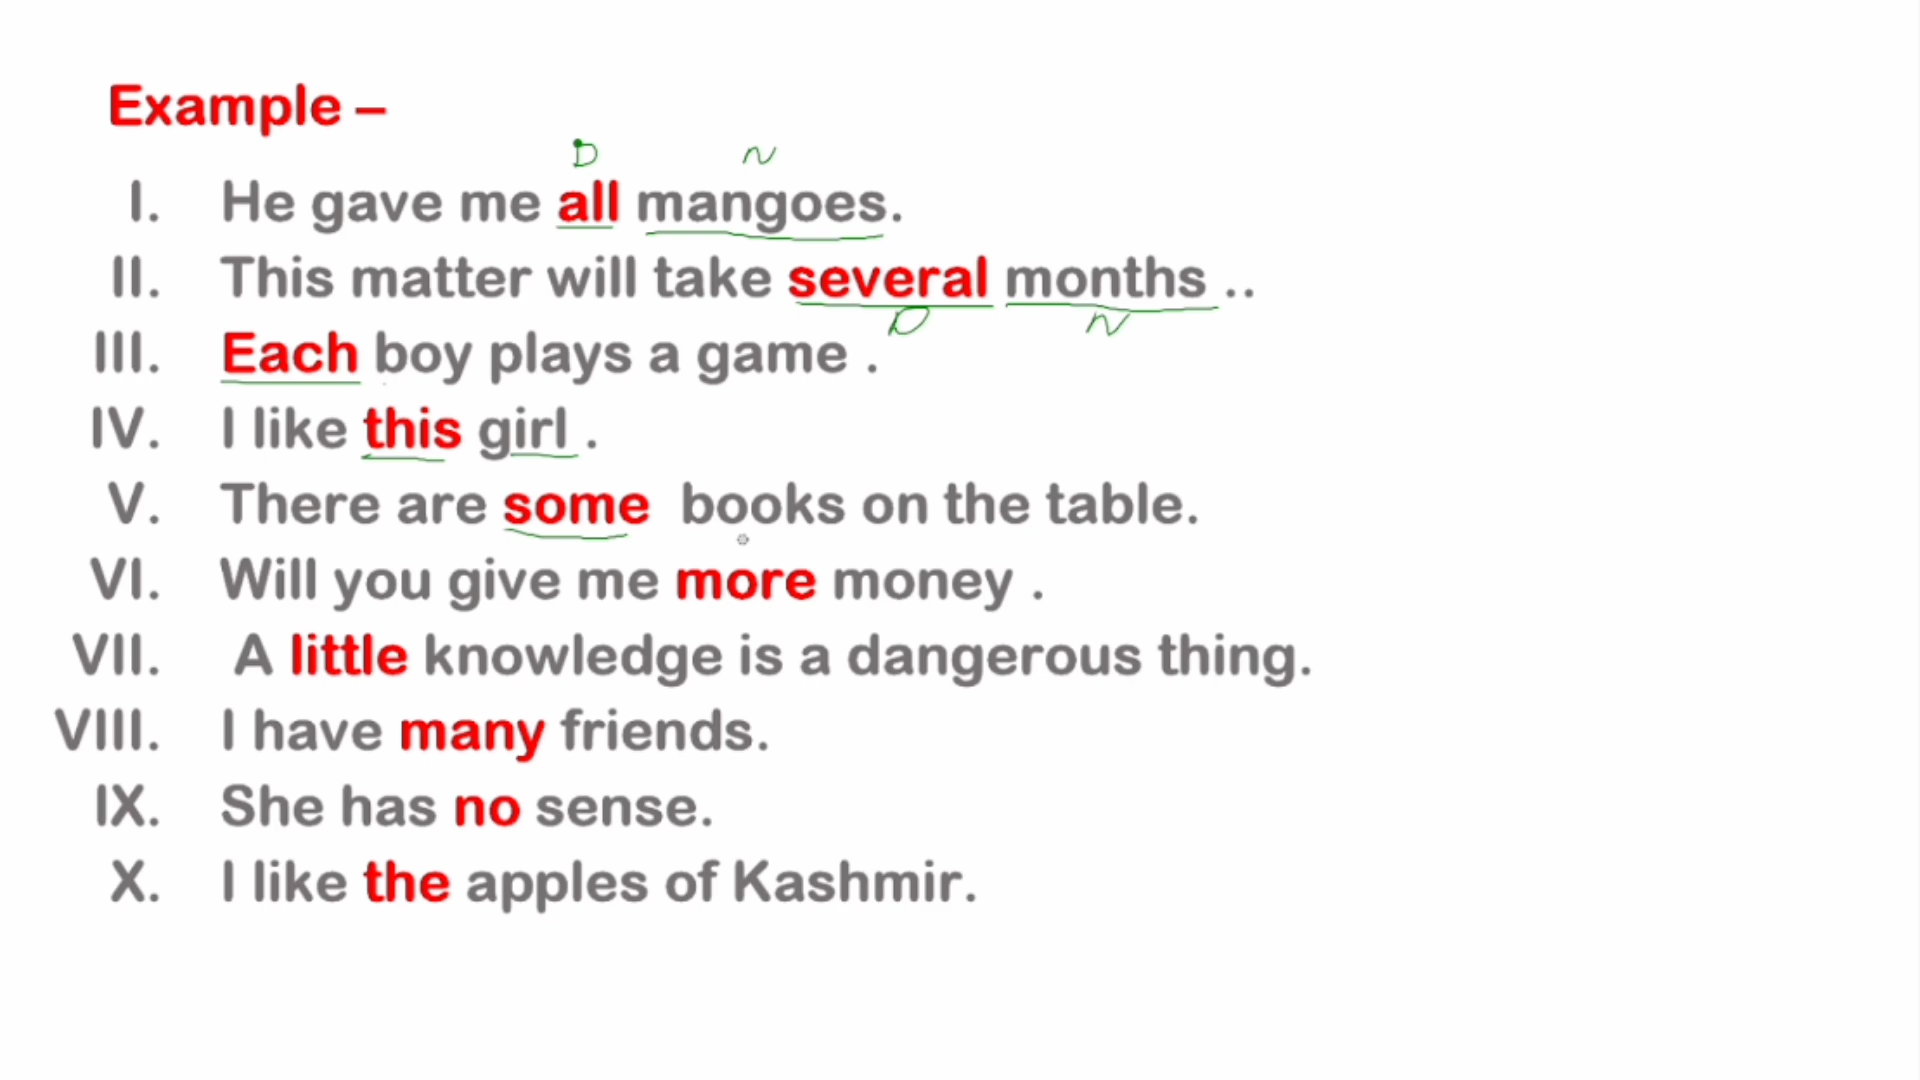 Example –
D N
I. He gave me all mangoes.
II. This matter will take several months ..
D N
III. Each boy plays a game .
IV. I like this girl .
V. There are some books on the table.
VI. Will you give me more money .
VII. A little knowledge is a dangerous thing.
VIII. I have many friends.
IX. She has no sense.
X. I like the apples of Kashmir.